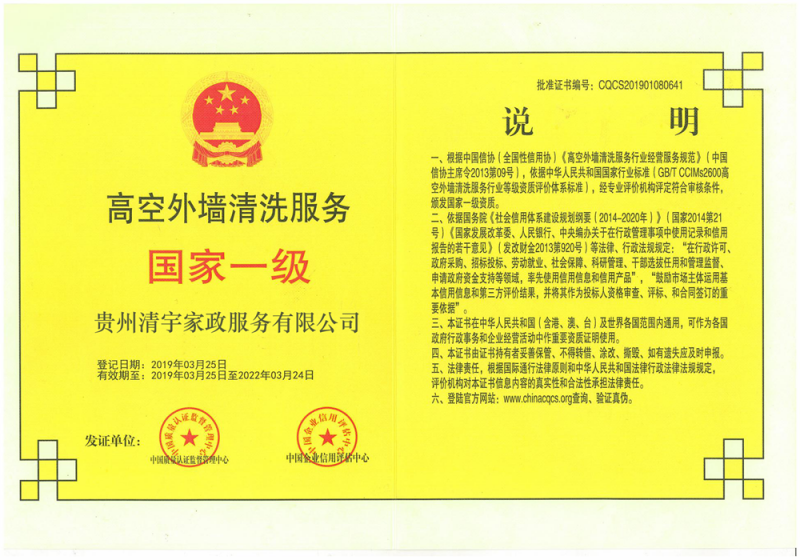 高空外墙清洗服务
国家一级
贵州清宇家政服务有限公司
登记日期：2019年03月25日
有效期至：2019年03月25日至2022年03月24日
发证单位：
中国质量认证监督管理中心
中国企业信用评估中心
批准证书编号：CQCS201901080641
说 明
一、根据中国信协（全国性信用协）《高空外墙清洗服务行业经营服务规范》（中国
信协主席令2013第09号），依据中华人民共和国国家行业标准（GB/T CCIMs2600高
空外墙清洗服务行业等级资质评价体系标准），经专业评价机构评定符合审核条件，
颁发国家一级资质。
二、依据国务院《社会信用体系建设规划纲要（2014–2020年）》（国家2014第21
号）《国家发展改革委、人民银行、中央编办关于在行政管理事项中使用记录和信用
报告的若干意见》（发改财金2013第920号）等法律、行政法规规定：“在行政许可、
政府采购、招标投标、劳动就业、社会保障、科研管理、干部选拔任用和管理监督、
申请政府资金支持等领域，率先使用信用信息和信用产品”，“鼓励市场主体运用基
本信用信息和第三方评价结果，并将其作为投标人资格审查、评标、和合同签订的重
要依据”。
三、本证书在中华人民共和国（含港、澳、台）及世界各国范围内通用，可作为各国
政府行政事务和企业经营活动中作重要资质证明使用。
四、本证书由证书持有者妥善保管、不得转借、涂改、撕毁、如有遗失应及时申报。
五、法律责任，根据国际通行法律原则和中华人民共和国法律行政法律法规规定，
评价机构对本证书信息内容的真实性和合法性承担法律责任。
六、登陆官方网站：www.chinacqcs.org查询、验证真伪。